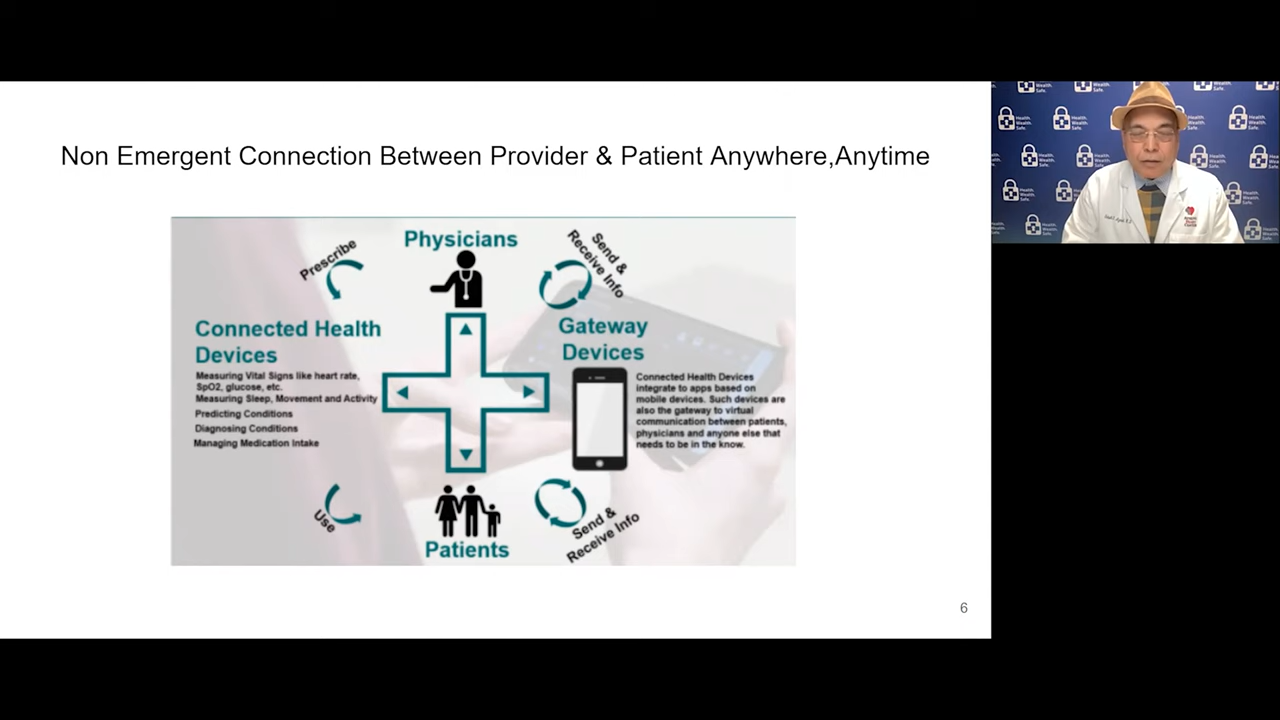 Non Emergent Connection Between Provider & Patient Anywhere,Anytime
Physicians
Prescribe
Send &
Receive Info
Connected Health
Devices
Measuring Vital Signs like heart rate,
SpO2, glucose, etc.
Measuring Sleep, Movement and Activity
Predicting Conditions
Diagnosing Conditions
Managing Medication Intake
Gateway
Devices
Connected Health Devices
integrate to apps based on
mobile devices. Such devices are
also the gateway to virtual
communication between patients,
physicians and anyone else that
needs to be in the know.
Use
Patients
Send &
Receive Info
6
Health.
Wealth.
Safe.